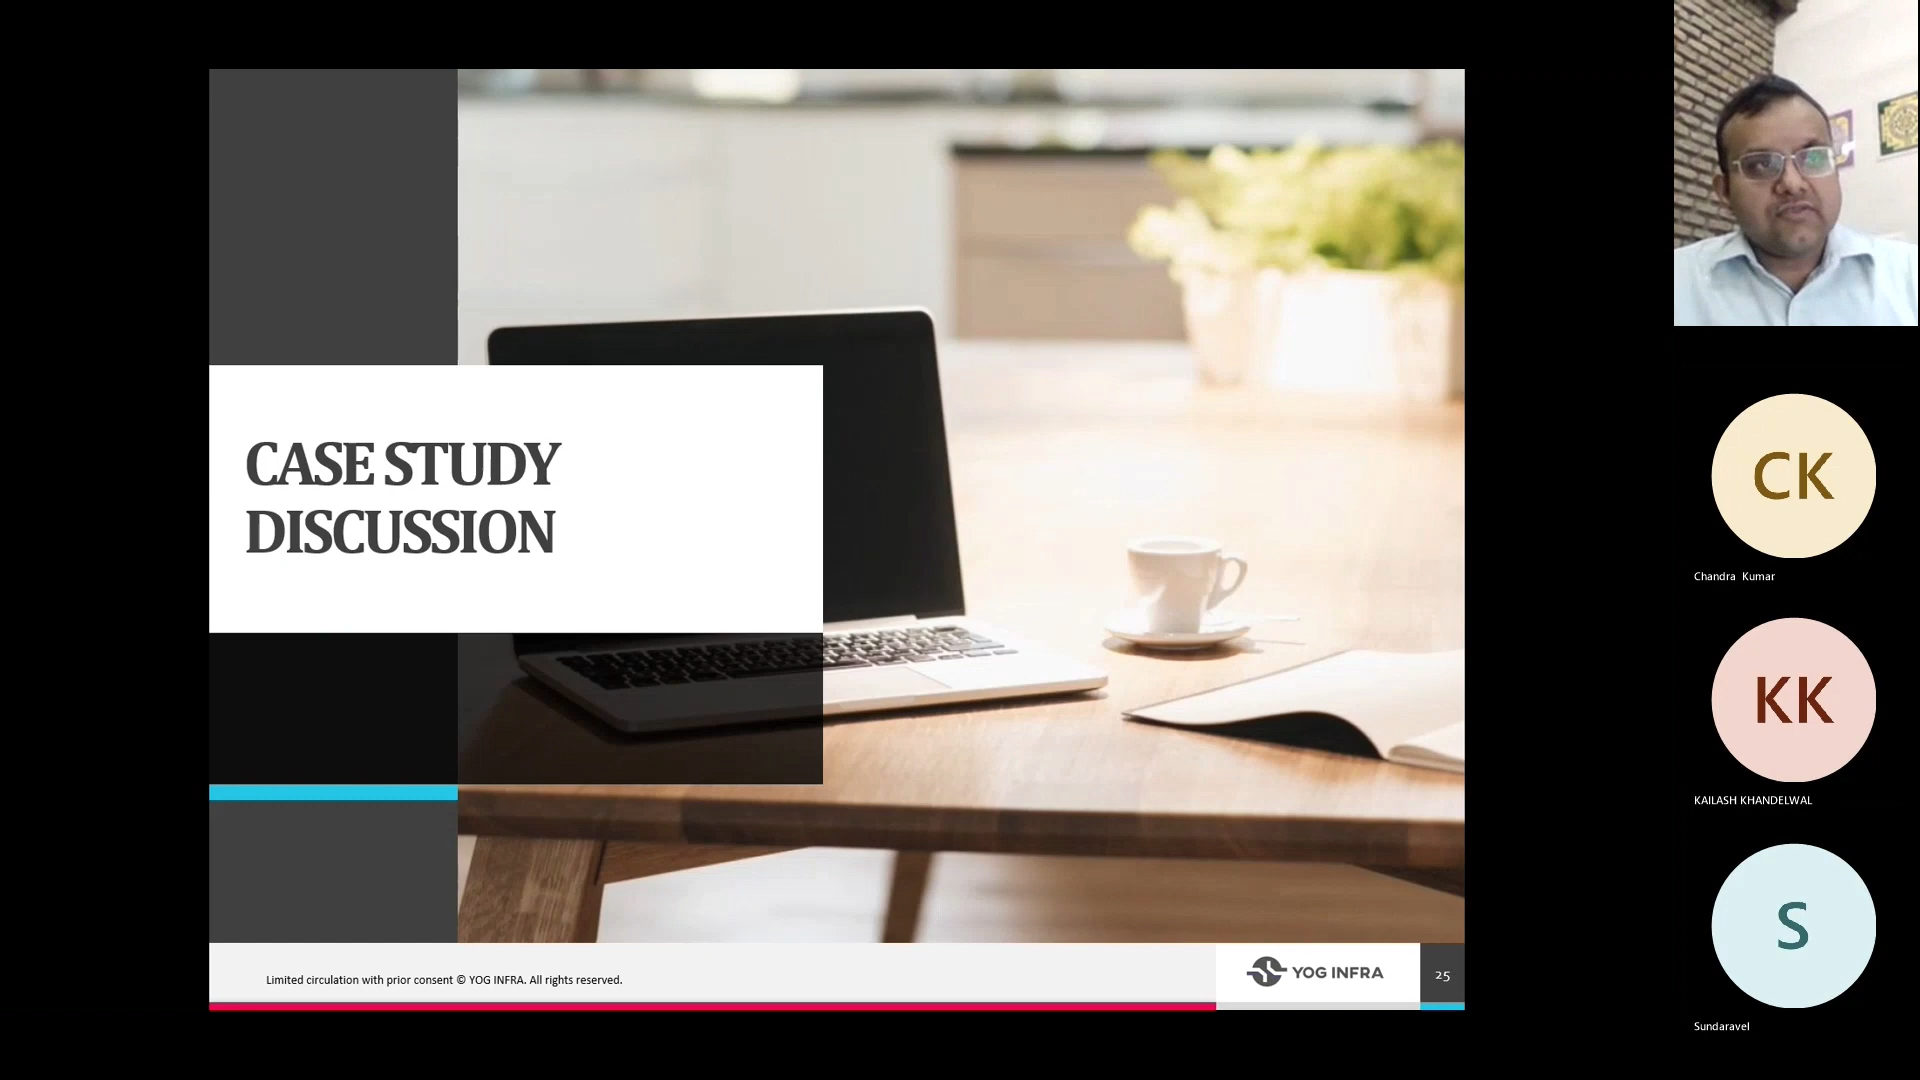 CASE STUDY
DISCUSSION
Limited circulation with prior consent © YOG INFRA. All rights reserved.
YOG INFRA
25
CK
Chandra Kumar
KK
KAILASH KHANDELWAL
S
Sundaravel